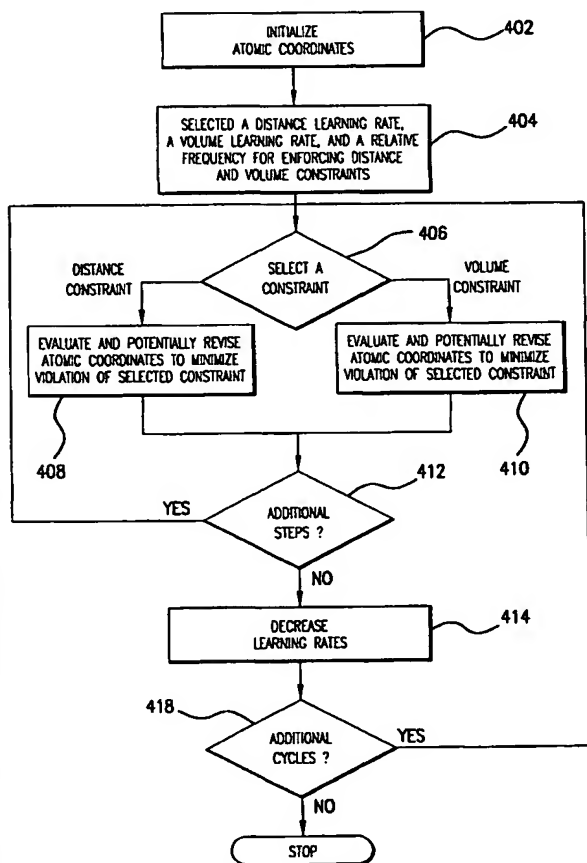 INITIALIZE
ATOMIC COORDINATES
402
SELECTED A DISTANCE LEARNING RATE,
A VOLUME LEARNING RATE, AND A RELATIVE
FREQUENCY FOR ENFORCING DISTANCE
AND VOLUME CONSTRAINTS
404
406
SELECT A
CONSTRAINT
DISTANCE
CONSTRAINT
VOLUME
CONSTRAINT
EVALUATE AND POTENTIALLY REVISE
ATOMIC COORDINATES TO MINIMIZE
VIOLATION OF SELECTED CONSTRAINT
408
EVALUATE AND POTENTIALLY REVISE
ATOMIC COORDINATES TO MINIMIZE
VIOLATION OF SELECTED CONSTRAINT
410
412
YES
ADDITIONAL
STEPS ?
NO
DECREASE
LEARNING RATES
414
418
ADDITIONAL
CYCLES ?
YES
NO
STOP